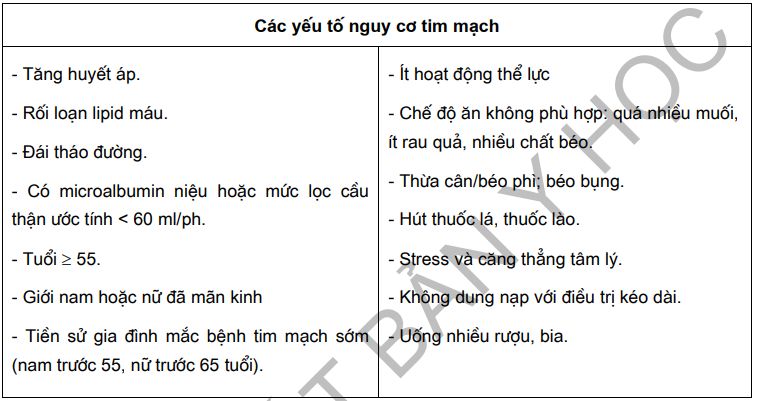 Các yếu tố nguy cơ tim mạch
- Tăng huyết áp.
- Rối loạn lipid máu.
- Đái tháo đường.
- Có microalbumin niệu hoặc mức lọc cầu
thận ước tính < 60 ml/ph.
- Tuổi ≥ 55.
- Giới nam hoặc nữ đã mãn kinh
- Tiền sử gia đình mắc bệnh tim mạch sớm
(nam trước 55, nữ trước 65 tuổi).
- Ít hoạt động thể lực
- Chế độ ăn không phù hợp: quá nhiều muối,
ít rau quả, nhiều chất béo.
- Thừa cân/béo phì; béo bụng.
- Hút thuốc lá, thuốc lào.
- Stress và căng thẳng tâm lý.
- Không dung nạp với điều trị kéo dài.
- Uống nhiều rượu, bia.
BẢN Y HỌC